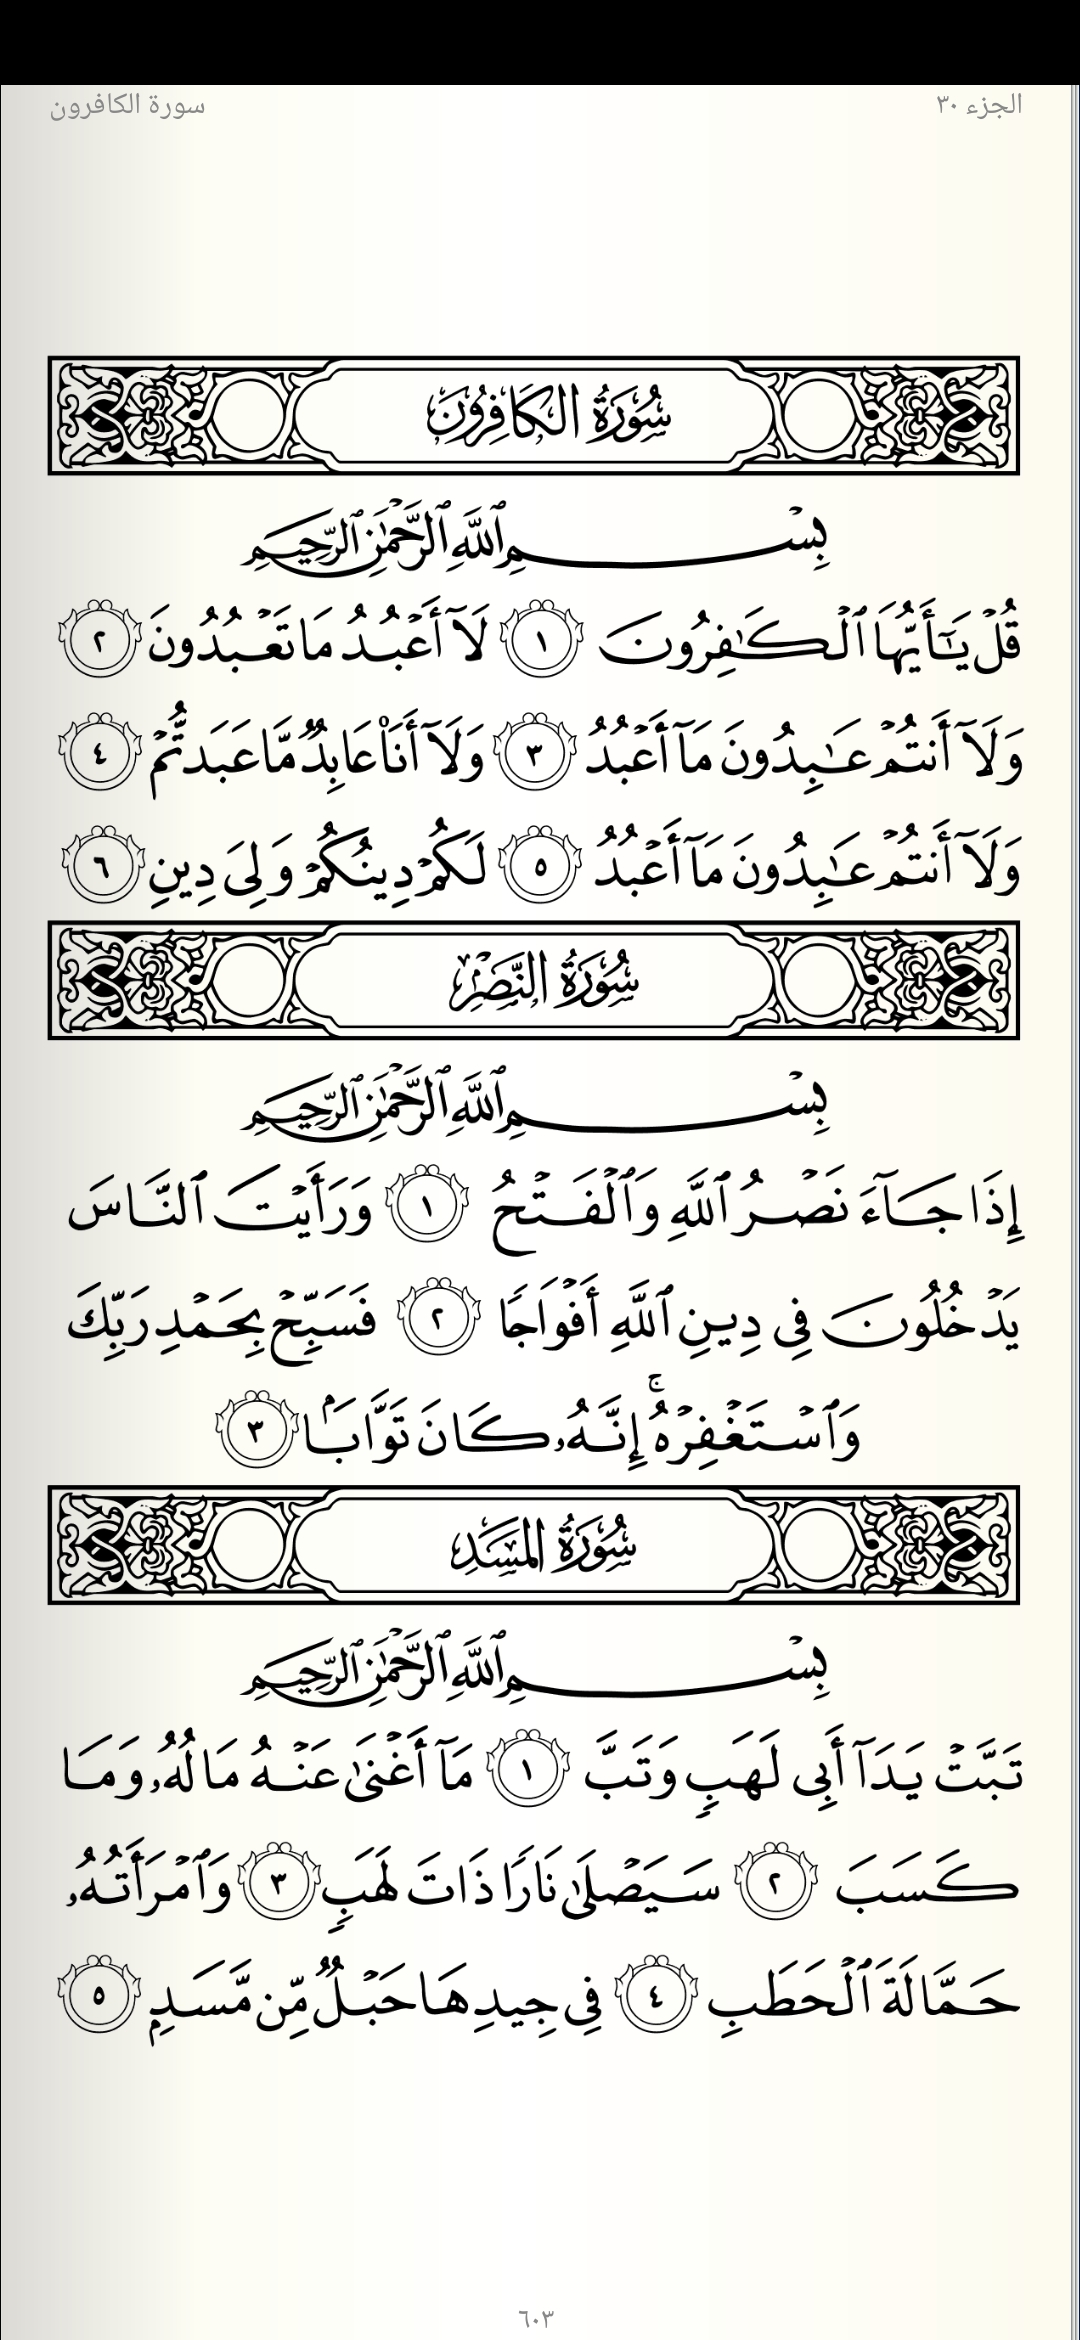 الجزء ٣٠
سورة الكافرون
سُورَةُ الكَافِرُونَ
بِسْمِ ٱللَّهِ ٱلرَّحْمَٰنِ ٱلرَّحِيمِ
قُلْ يَٰٓأَيُّهَا ٱلْكَٰفِرُونَ ١ لَآ أَعْبُدُ مَا تَعْبُدُونَ ٢
وَلَآ أَنتُمْ عَٰبِدُونَ مَآ أَعْبُدُ ٣ وَلَآ أَنَا۠ عَابِدٌ مَّا عَبَدتُّمْ ٤
وَلَآ أَنتُمْ عَٰبِدُونَ مَآ أَعْبُدُ ٥ لَكُمْ دِينُكُمْ وَلِىَ دِينِ ٦
سُورَةُ النَّصْرِ
بِسْمِ ٱللَّهِ ٱلرَّحْمَٰنِ ٱلرَّحِيمِ
إِذَا جَآءَ نَصْرُ ٱللَّهِ وَٱلْفَتْحُ ١ وَرَأَيْتَ ٱلنَّاسَ
يَدْخُلُونَ فِى دِينِ ٱللَّهِ أَفْوَاجًا ٢ فَسَبِّحْ بِحَمْدِ رَبِّكَ
وَٱسْتَغْفِرْهُ ۚ إِنَّهُۥ كَانَ تَوَّابًۢا ٣
سُورَةُ المَسَدِ
بِسْمِ ٱللَّهِ ٱلرَّحْمَٰنِ ٱلرَّحِيمِ
تَبَّتْ يَدَآ أَبِى لَهَبٍ وَتَبَّ ١ مَآ أَغْنَىٰ عَنْهُ مَالُهُۥ وَمَا
كَسَبَ ٢ سَيَصْلَىٰ نَارًا ذَاتَ لَهَبٍ ٣ وَٱمْرَأَتُهُۥ
حَمَّالَةَ ٱلْحَطَبِ ٤ فِى جِيدِهَا حَبْلٌ مِّن مَّسَدٍۭ ٥
٦٠٣